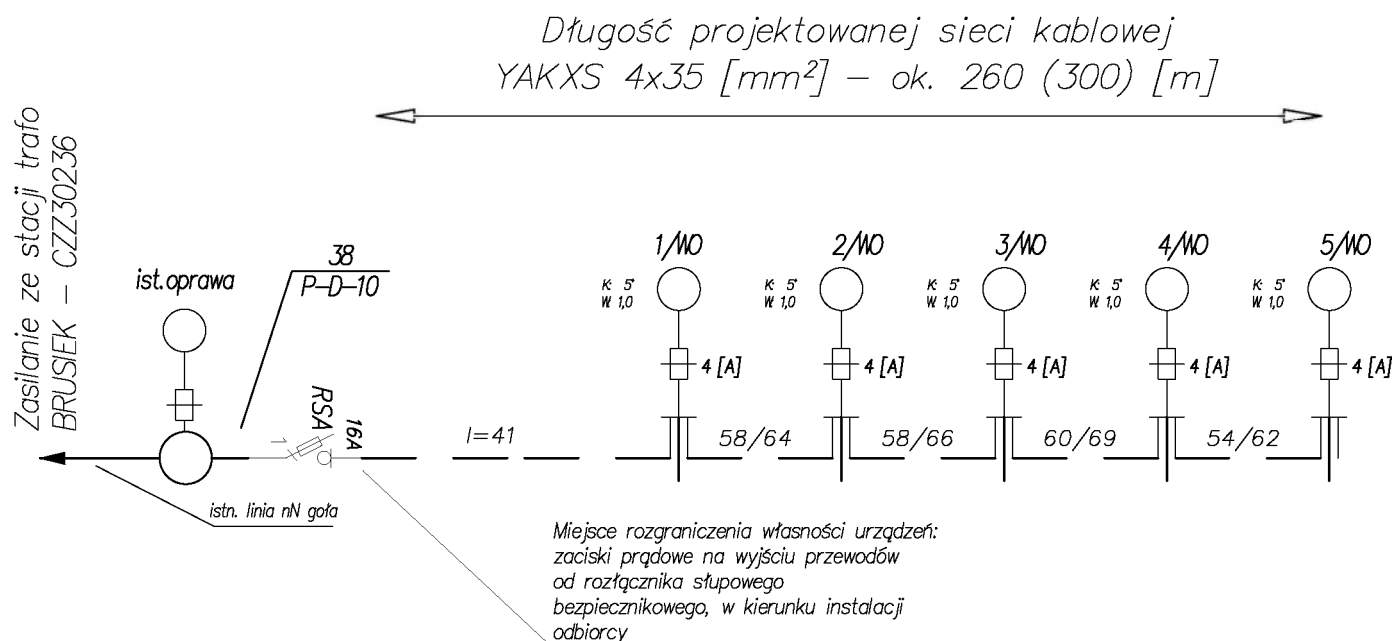 Długość projektowanej sieci kablowej
YAKXS 4x35 [mm²] – ok. 260 (300) [m]
Zasilanie ze stacji trafo
BRUSIEK – CZZ30236
ist.oprawa
38
P–D–10
RSA
16A
1
l=41
istn. linia nN goła
1/WO
K: 5°
W: 1,0
4 [A]
58/64
2/WO
K: 5°
W: 1,0
4 [A]
58/66
3/WO
K: 5°
W: 1,0
4 [A]
60/69
4/WO
K: 5°
W: 1,0
4 [A]
54/62
5/WO
K: 5°
W: 1,0
4 [A]
Miejsce rozgraniczenia własności urządzeń:
zaciski prądowe na wyjściu przewodów
od rozłącznika słupowego
bezpiecznikowego, w kierunku instalacji
odbiorcy